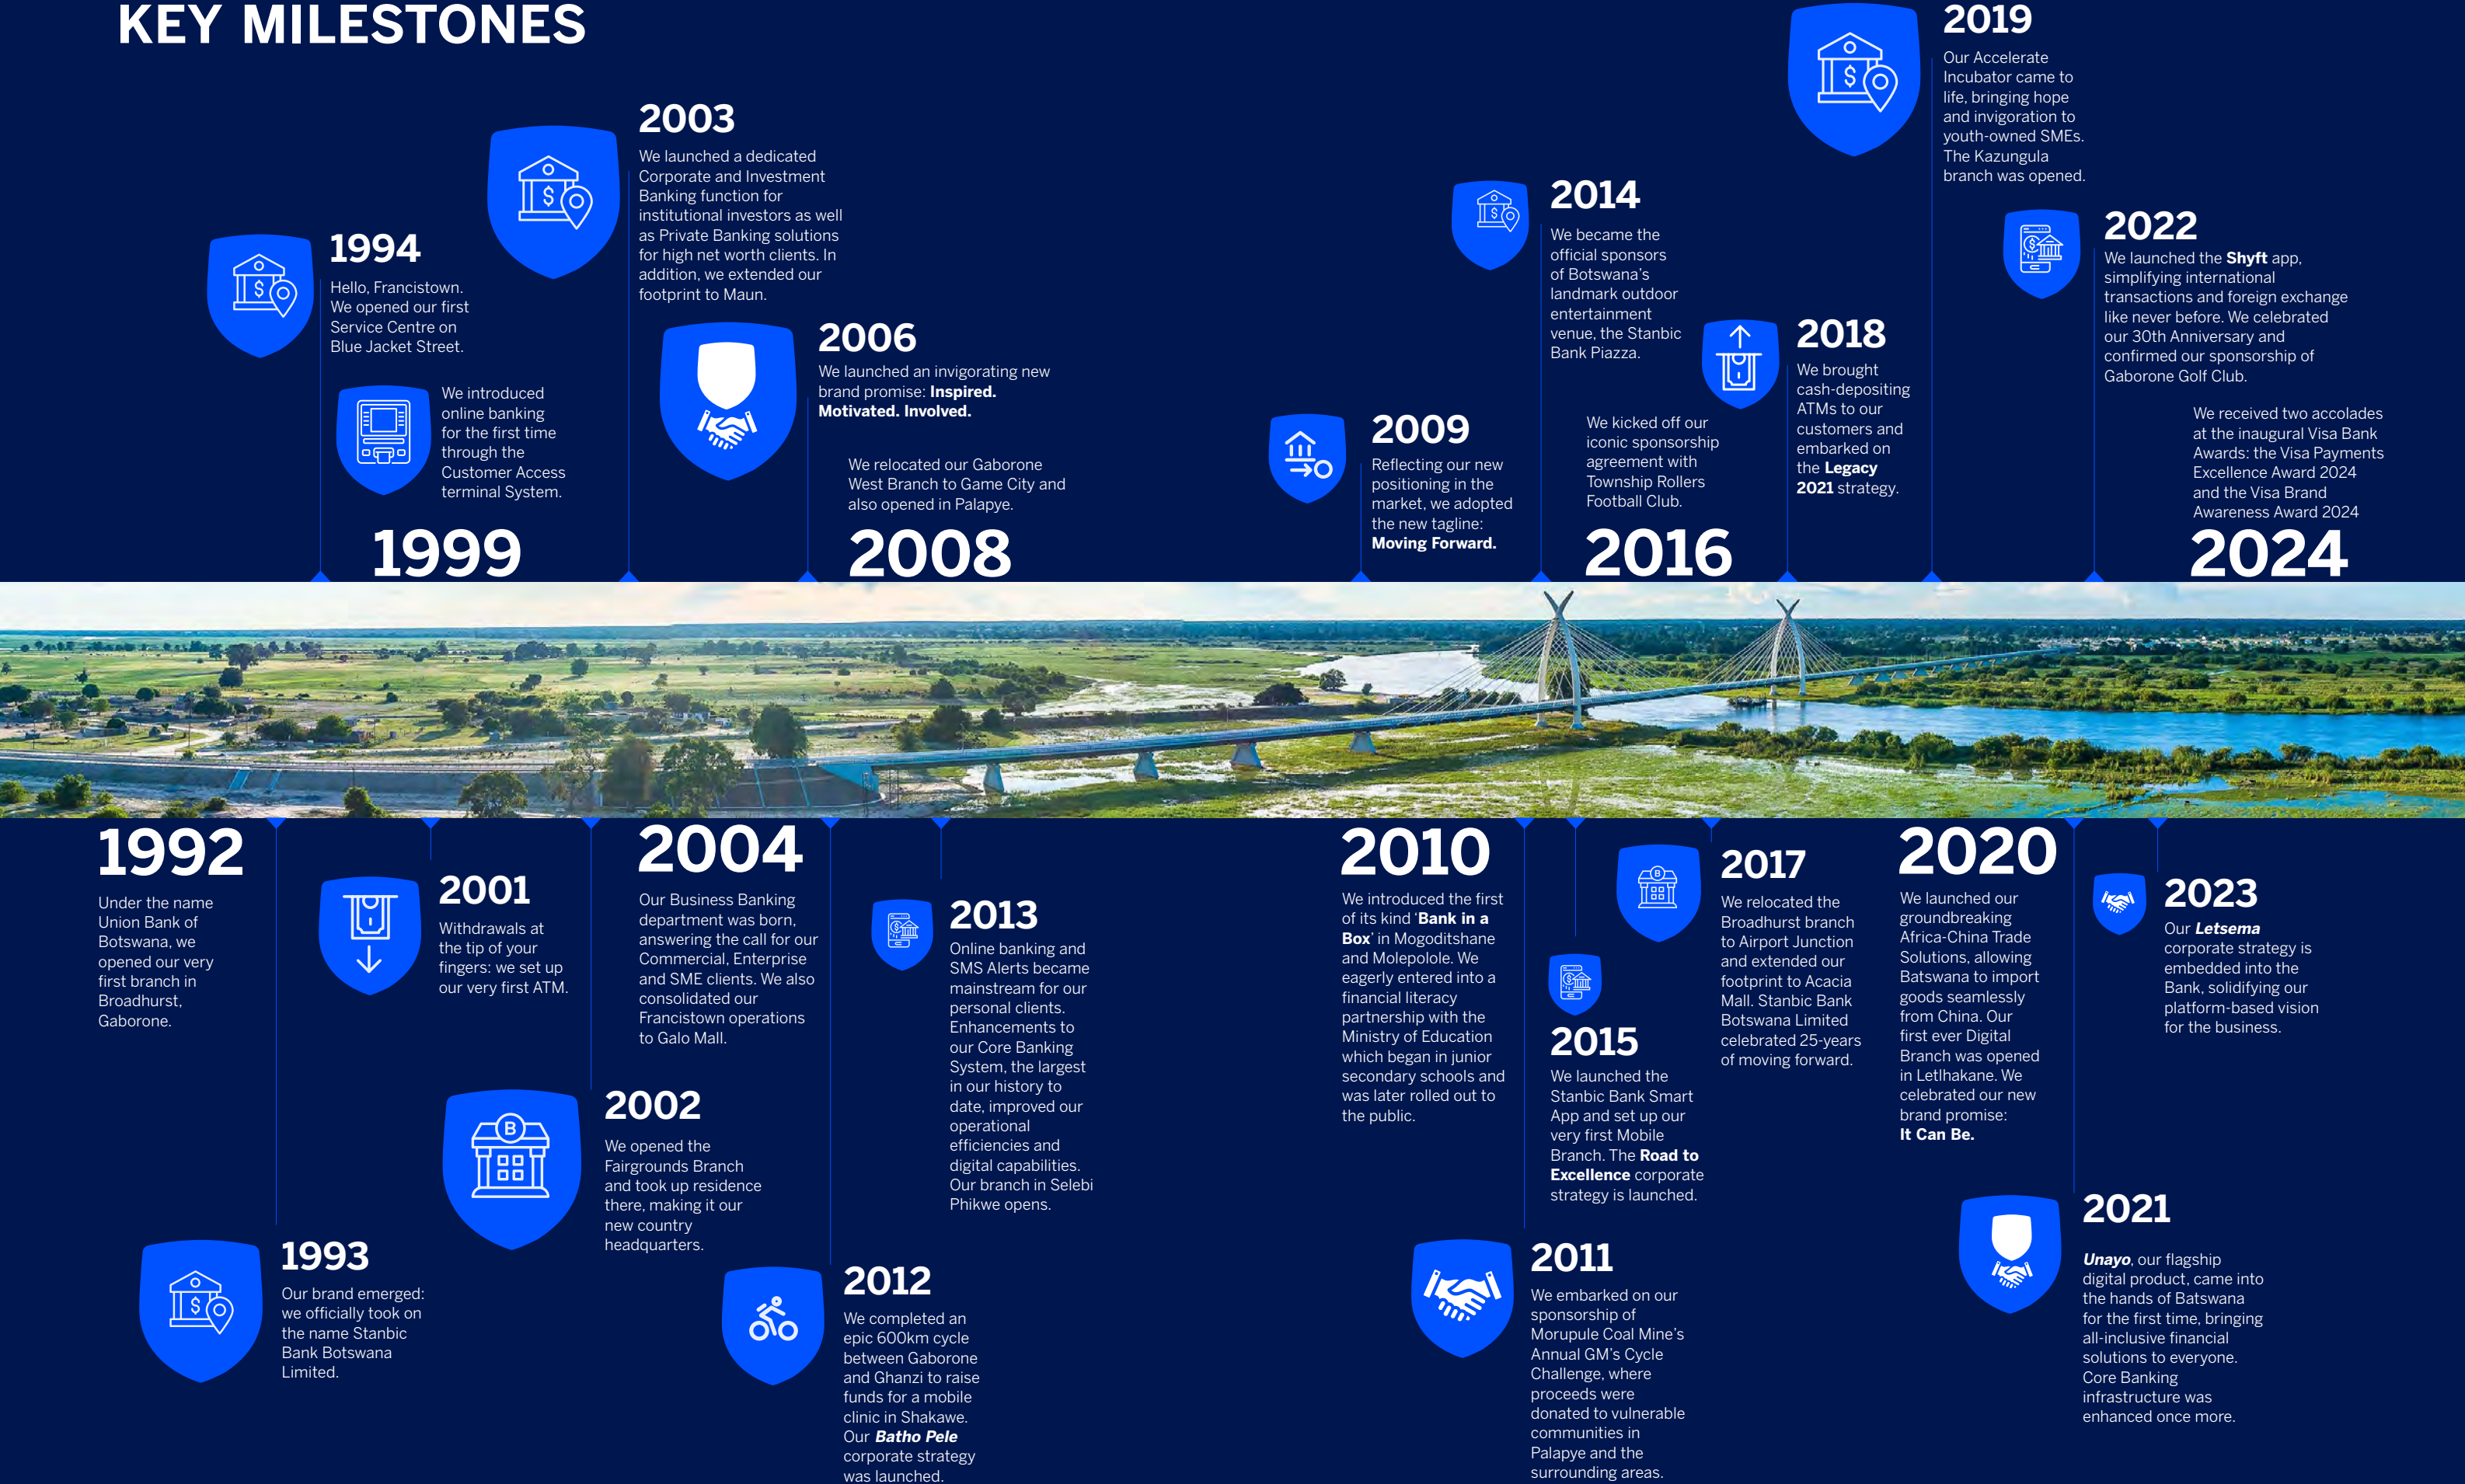 KEY MILESTONES
1994
Hello, Francistown.
We opened our first
Service Centre on
Blue Jacket Street.
We introduced
online banking
for the first time
through the
Customer Access
terminal System.
1999
2003
We launched a dedicated
Corporate and Investment
Banking function for
institutional investors as well
as Private Banking solutions
for high net worth clients. In
addition, we extended our
footprint to Maun.
2006
We launched an invigorating new
brand promise: Inspired.
Motivated. Involved.
We relocated our Gaborone
West Branch to Game City and
also opened in Palapye.
2008
2009
Reflecting our new
positioning in the
market, we adopted
the new tagline:
Moving Forward.
2014
We became the
official sponsors
of Botswana's
landmark outdoor
entertainment
venue, the Stanbic
Bank Piazza.
We kicked off our
iconic sponsorship
agreement with
Township Rollers
Football Club.
2016
2018
We brought
cash-depositing
ATMs to our
customers and
embarked on
the Legacy
2021 strategy.
2019
Our Accelerate
Incubator came to
life, bringing hope
and invigoration to
youth-owned SMEs.
The Kazungula
branch was opened.
2022
We launched the Shyft app,
simplifying international
transactions and foreign exchange
like never before. We celebrated
our 30th Anniversary and
confirmed our sponsorship of
Gaborone Golf Club.
We received two accolades
at the inaugural Visa Bank
Awards: the Visa Payments
Excellence Award 2024
and the Visa Brand
Awareness Award 2024
2024
1992
Under the name
Union Bank of
Botswana, we
opened our very
first branch in
Broadhurst,
Gaborone.
1993
Our brand emerged:
we officially took on
the name Stanbic
Bank Botswana
Limited.
2001
Withdrawals at
the tip of your
fingers: we set up
our very first ATM.
B
2002
We opened the
Fairgrounds Branch
and took up residence
there, making it our
new country
headquarters.
2004
Our Business Banking
department was born,
answering the call for our
Commercial, Enterprise
and SME clients. We also
consolidated our
Francistown operations
to Galo Mall.
2012
We completed an
epic 600km cycle
between Gaborone
and Ghanzi to raise
funds for a mobile
clinic in Shakawe.
Our Batho Pele
corporate strategy
was launched.
2013
Online banking and
SMS Alerts became
mainstream for our
personal clients.
Enhancements to
our Core Banking
System, the largest
in our history to
date, improved our
operational
efficiencies and
digital capabilities.
Our branch in Selebi
Phikwe opens.
2010
We introduced the first
of its kind ‘Bank in a
Box’ in Mogoditshane
and Molepolole. We
eagerly entered into a
financial literacy
partnership with the
Ministry of Education
which began in junior
secondary schools and
was later rolled out to
the public.
2011
We embarked on our
sponsorship of
Morupule Coal Mine's
Annual GM's Cycle
Challenge, where
proceeds were
donated to vulnerable
communities in
Palapye and the
surrounding areas.
2015
We launched the
Stanbic Bank Smart
App and set up our
very first Mobile
Branch. The Road to
Excellence corporate
strategy is launched.
B
2017
We relocated the
Broadhurst branch
to Airport Junction
and extended our
footprint to Acacia
Mall. Stanbic Bank
Botswana Limited
celebrated 25-years
of moving forward.
2020
We launched our
groundbreaking
Africa-China Trade
Solutions, allowing
Batswana to import
goods seamlessly
from China. Our
first ever Digital
Branch was opened
in Letlhakane. We
celebrated our new
brand promise:
It Can Be.
2021
Unayo, our flagship
digital product, came into
the hands of Batswana
for the first time, bringing
all-inclusive financial
solutions to everyone.
Core Banking
infrastructure was
enhanced once more.
2023
Our Letsema
corporate strategy is
embedded into the
Bank, solidifying our
platform-based vision
for the business.